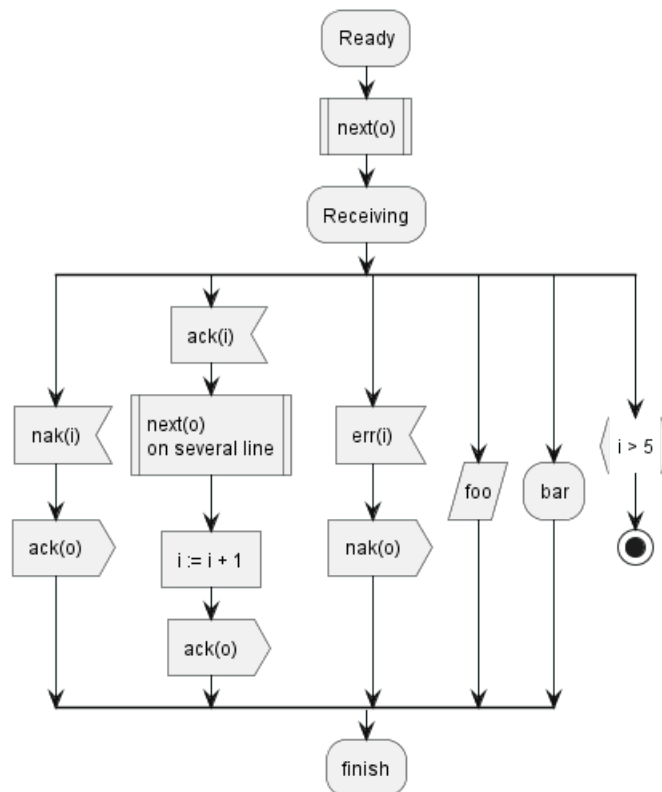 Ready
next(o)
Receiving
nak(i)
ack(o)
ack(i)
next(o)
on several line
i := i + 1
ack(o)
err(i)
nak(o)
foo
bar
i > 5
finish